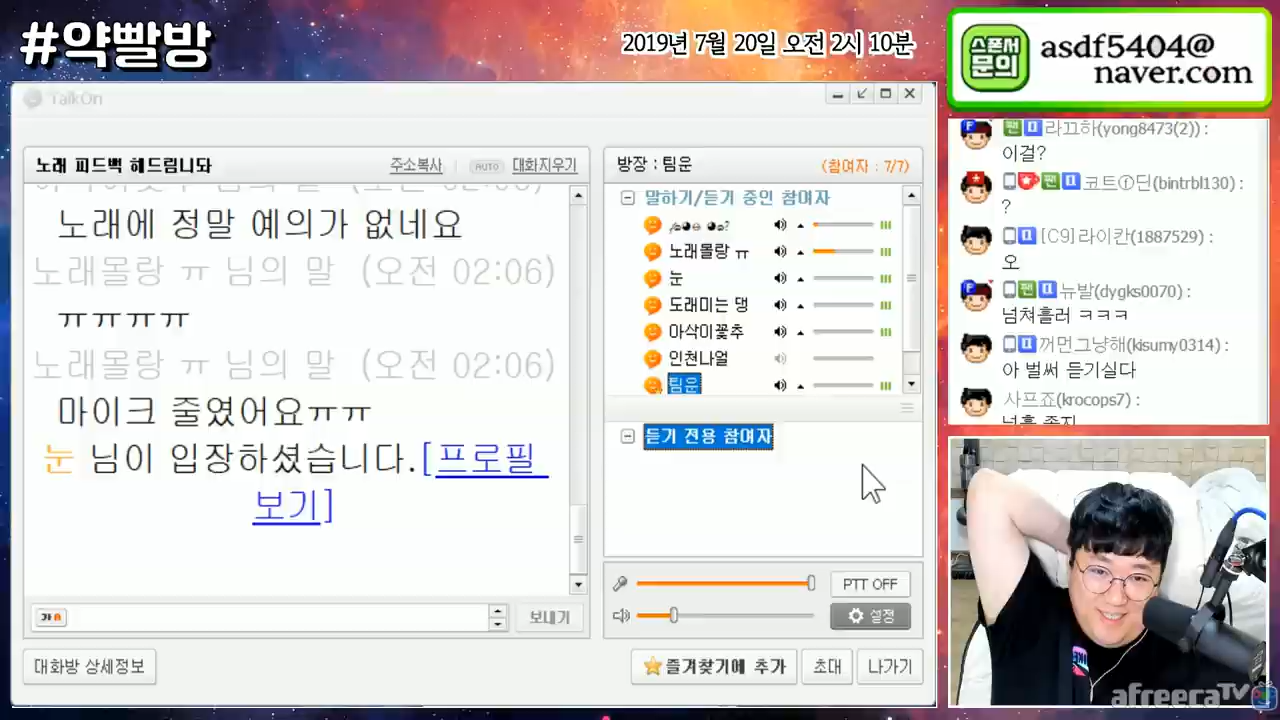 #약빨방
2019년 7월 20일 오전 2시 10분
스폰서
문의
asdf5404@
naver.com
TalkOn
노래 피드백 해드립니돠
주소복사
AUTO
대화지우기
노래에 정말 예의가 없네요
노래몰랑 ㅠ 님의 말 (오전 02:06)
ㅠㅠㅠㅠ
노래몰랑 ㅠ 님의 말 (오전 02:06)
마이크 줄였어요ㅠㅠ
눈 님이 입장하셨습니다.[프로필
보기]
가
보내기
대화방 상세정보
방장 : 팀운
(참여자 : 7/7)
말하기/듣기 중인 참여자
노래몰랑 ㅠ
눈
도래미는 댕
아삭이꽃추
인천나얼
팀운
듣기 전용 참여자
PTT OFF
설정
즐겨찾기에 추가
초대
나가기
팬 라끄하(yong8473(2)) :
이걸?
팬 코트ⓕ딘(bintrbl130) :
?
[C9]라이칸(1887529) :
오
팬 뉴발(dygks0070) :
넘쳐흘러 ㅋㅋㅋ
꺼먼그냥해(kisumy0314) :
아 벌써 듣기싫다
사프죠(krocops7) :
afreecaTV